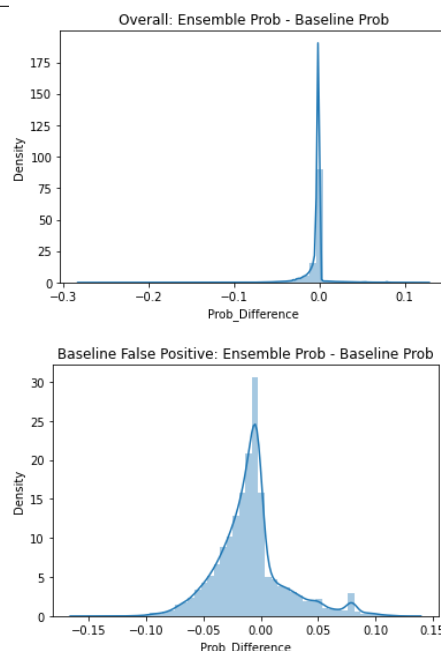 Overall: Ensemble Prob - Baseline Prob
175
150
125
100
75
50
25
0
Density
−0.3 −0.2 −0.1 0.0 0.1
Prob_Difference
Baseline False Positive: Ensemble Prob - Baseline Prob
30
25
20
15
10
5
0
Density
−0.15 −0.10 −0.05 0.00 0.05 0.10 0.15
Prob_Difference